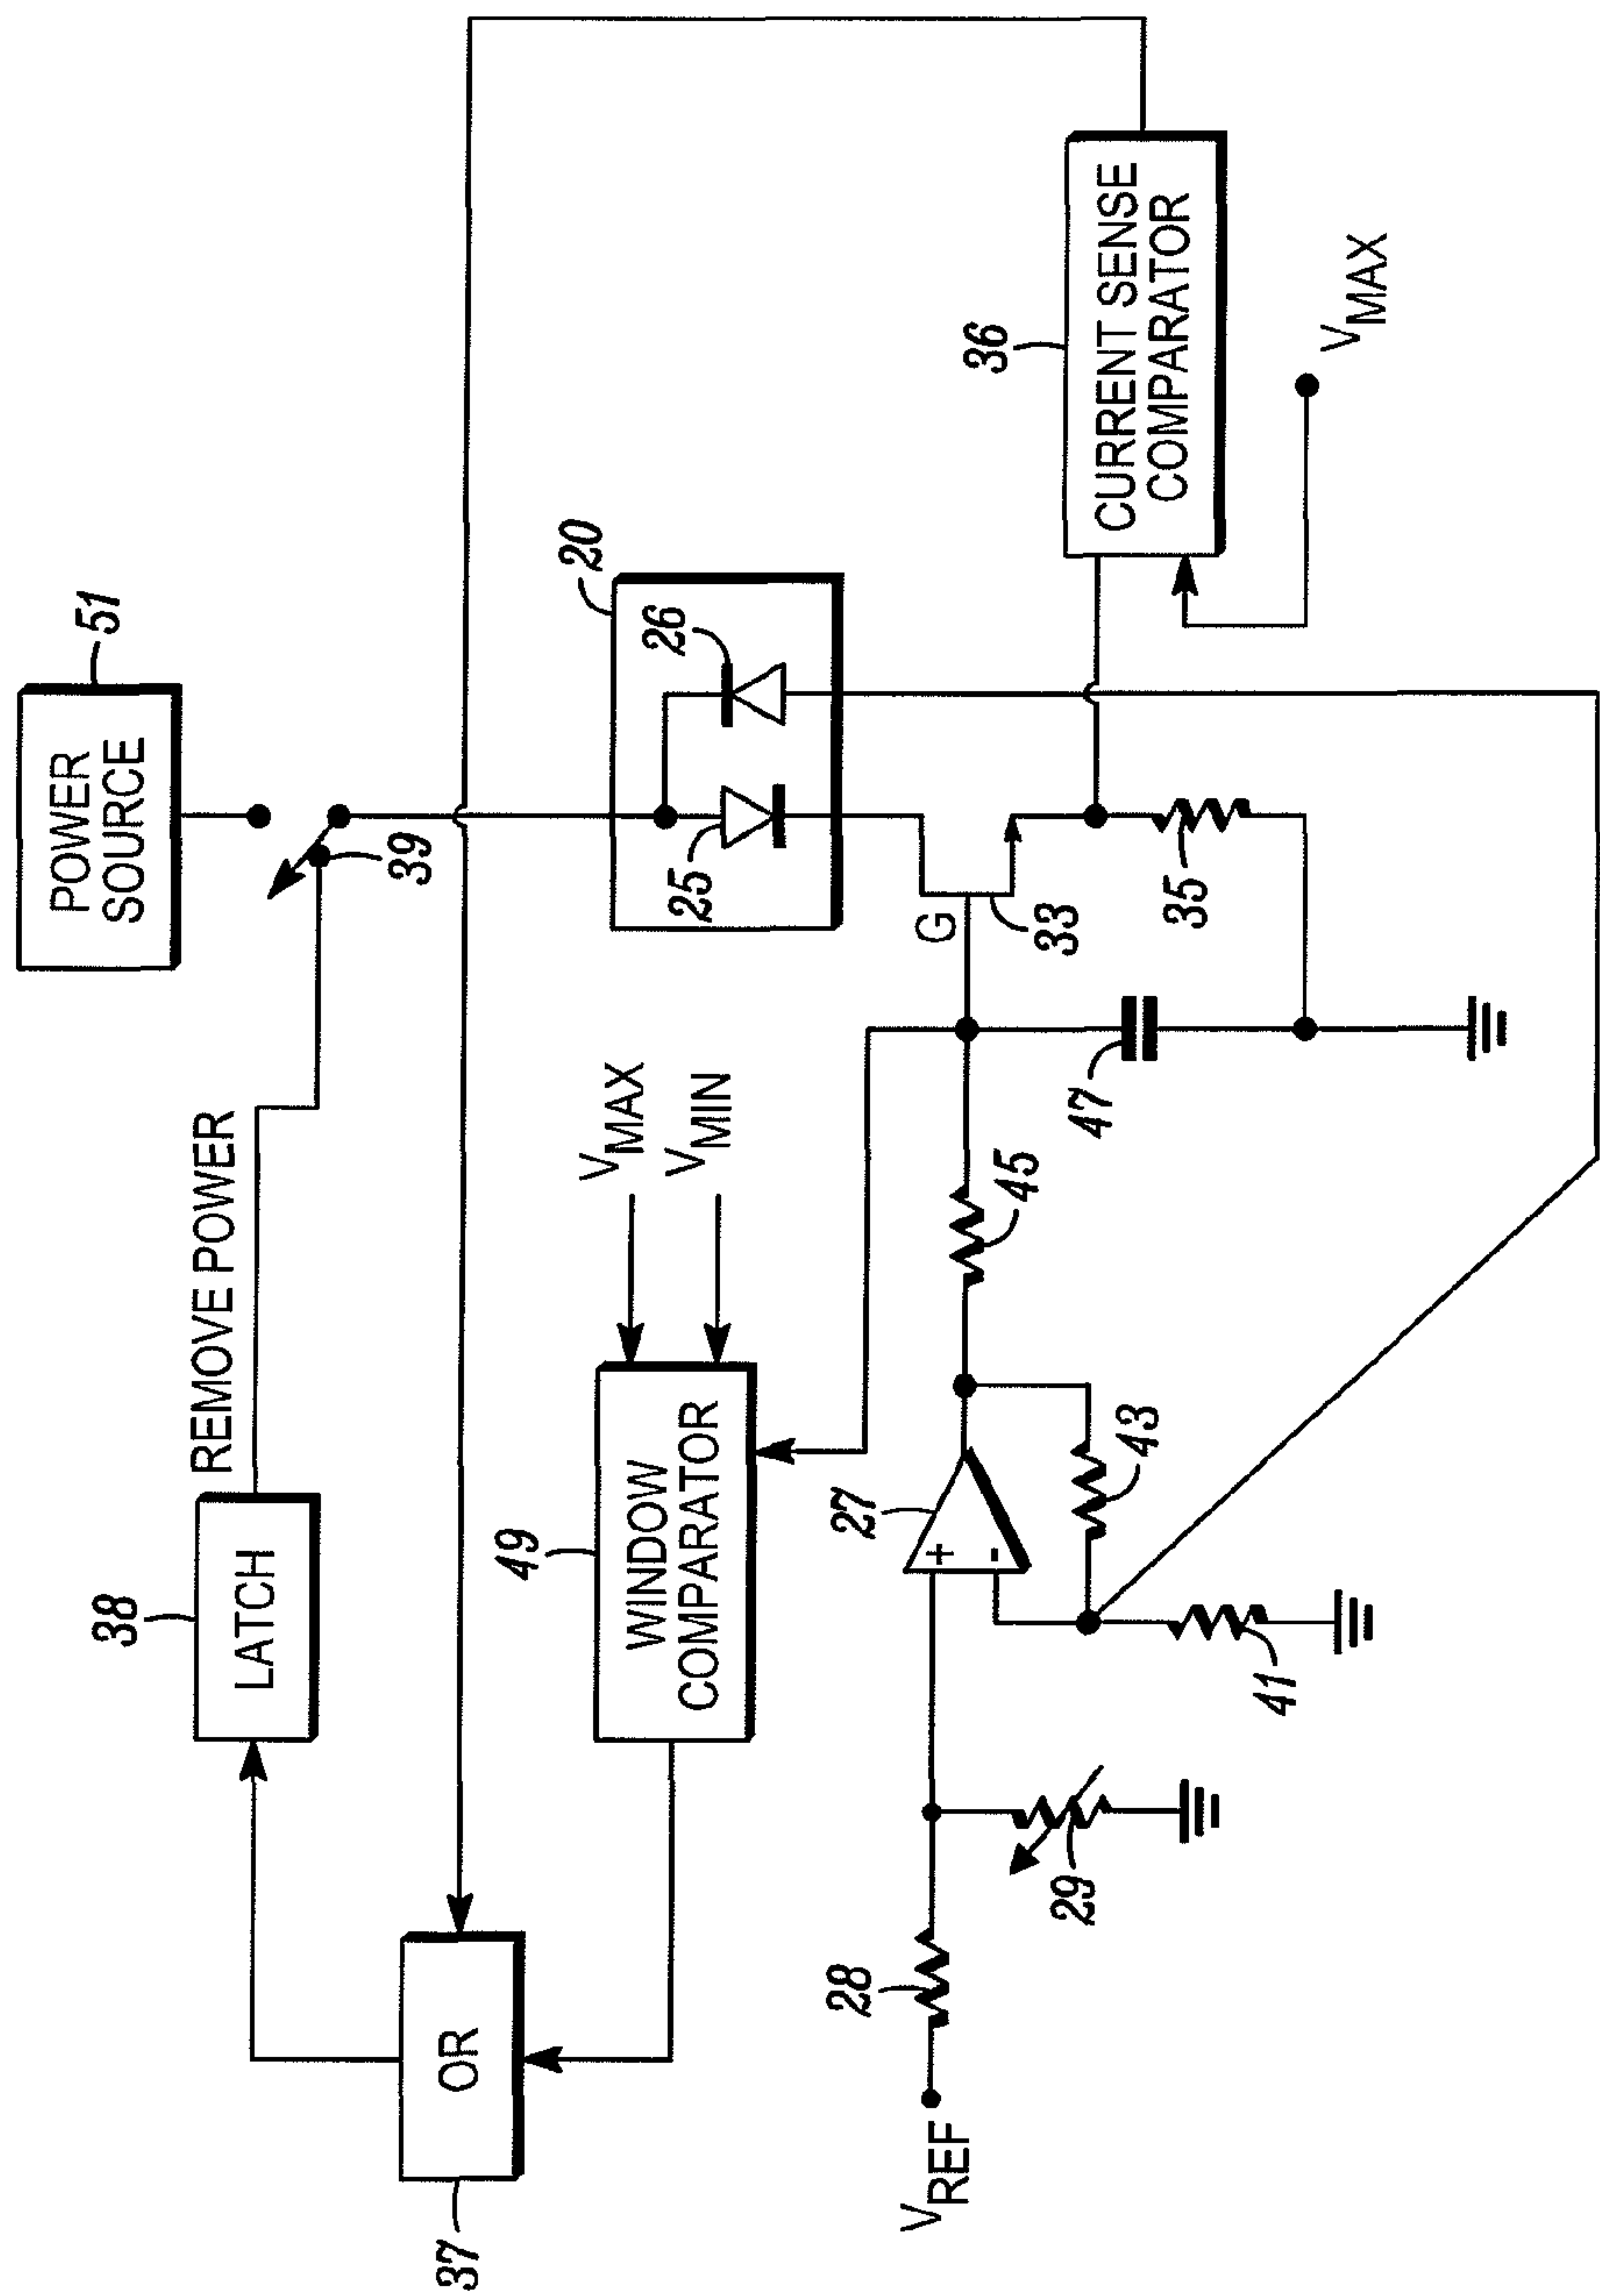 37
OR
38
LATCH
REMOVE POWER
39
POWER
SOURCE
51
49
WINDOW
COMPARATOR
VMAX
VMIN
20
25
26
VREF
28
29
27
+
-
41
43
45
47
G
33
35
36
CURRENT SENSE
COMPARATOR
VMAX